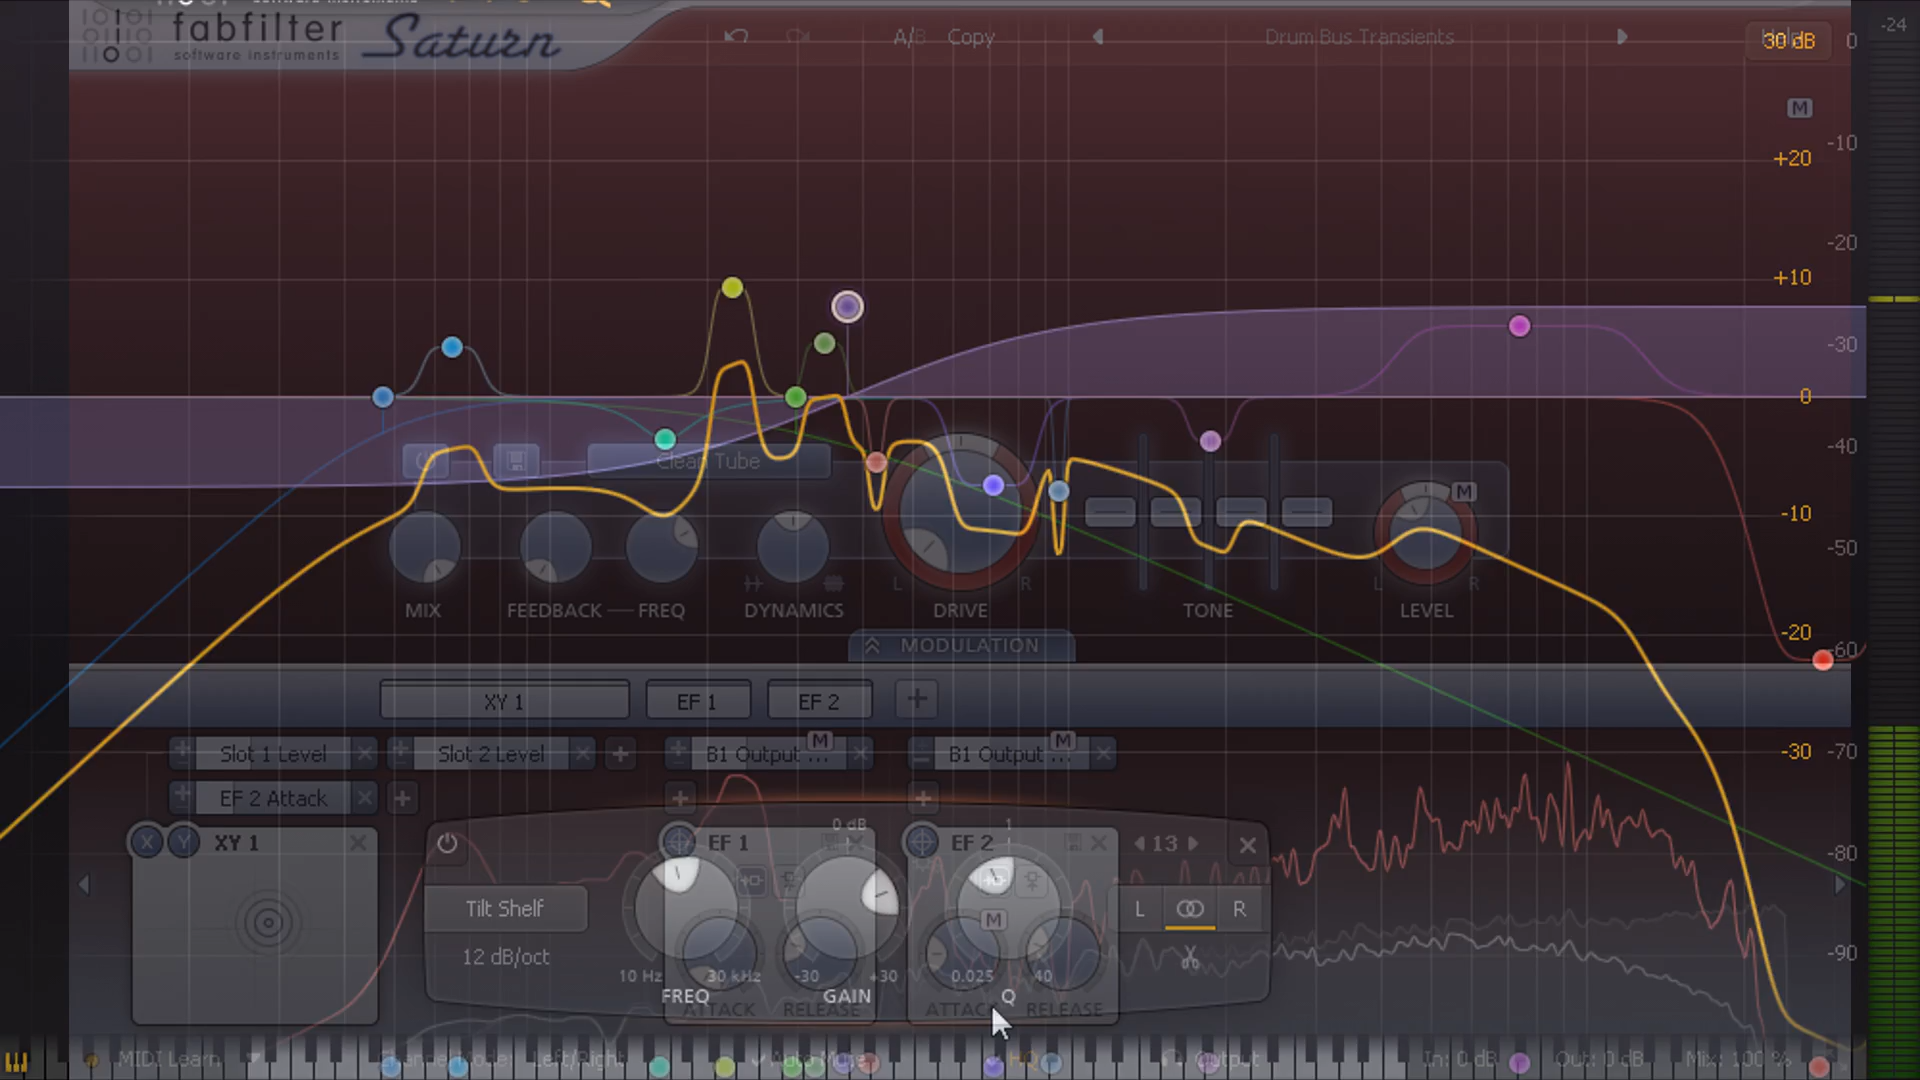 fabfilter Saturn
software instruments
A/B Copy
Drum Bus Transients
30 dB
0
-24
M
-10
+20
-20
+10
-30
0
-40
Clean Tube
M
-10
-50
L R
L R
MIX FEEDBACK FREQ DYNAMICS DRIVE TONE LEVEL
-20
-60
MODULATION
XY 1 EF 1 EF 2 +
-30 -70
Slot 1 Level Slot 2 Level B1 Output ... M B1 Output ... M
EF 2 Attack
0 dB 1
X Y XY 1 EF 1 EF 2 13
-80
Tilt Shelf
L R
M
12 dB/oct
-90
10 Hz 30 kHz -30 +30 0.025 40
FREQ GAIN Q
ATTACK RELEASE ATTACK RELEASE
MIDI Learn Left/Right HQ Output In: 0 dB Out: 0 dB Mix: 100 %